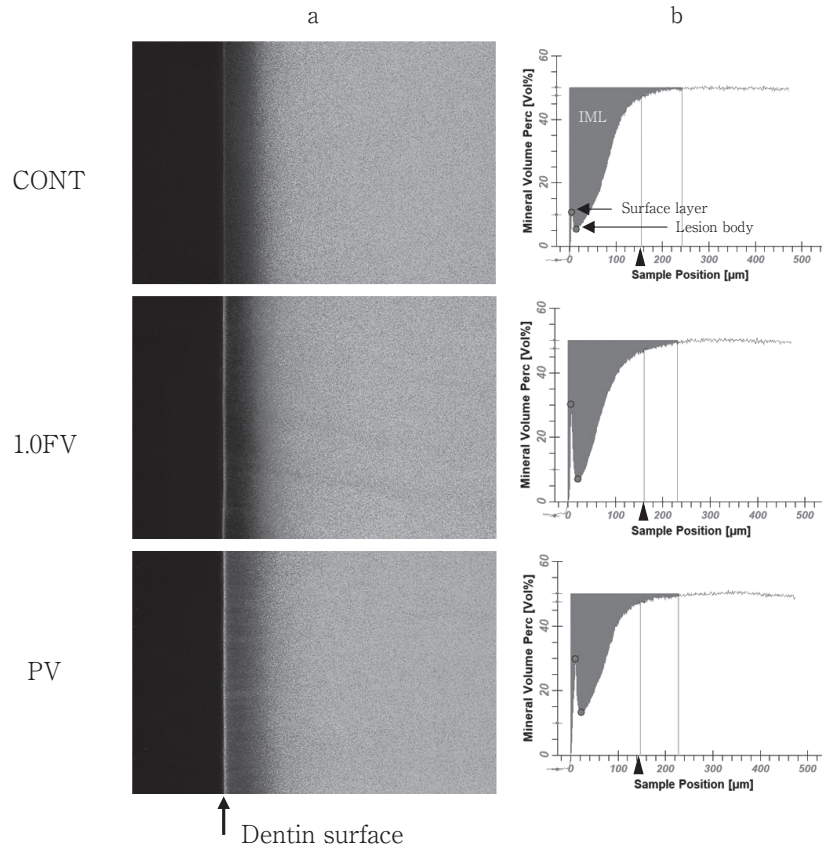 a
b
CONT
Mineral Volume Perc [Vol%]
60
40
20
0
IML
Surface layer
Lesion body
0 100 200 300 400 500
Sample Position [µm]
1.0FV
Mineral Volume Perc [Vol%]
60
40
20
0
0 100 200 300 400 500
Sample Position [µm]
PV
Mineral Volume Perc [Vol%]
60
40
20
0
0 100 200 300 400 500
Sample Position [µm]
Dentin surface